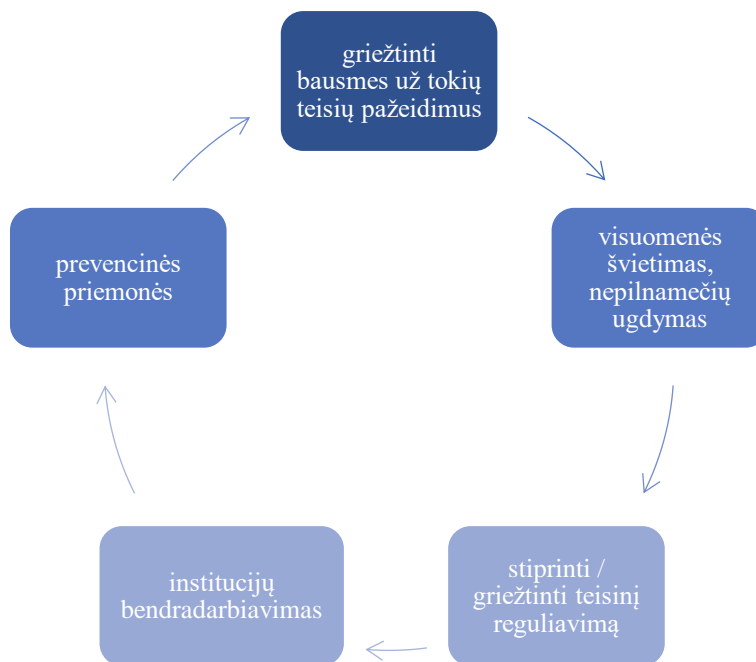 griežtinti
bausmes už tokių
teisių pažeidimus
visuomenės
švietimas,
nepilnamečių
ugdymas
stiprinti /
griežtinti teisinį
reguliavimą
institucijų
bendradarbiavimas
prevencinės
priemonės